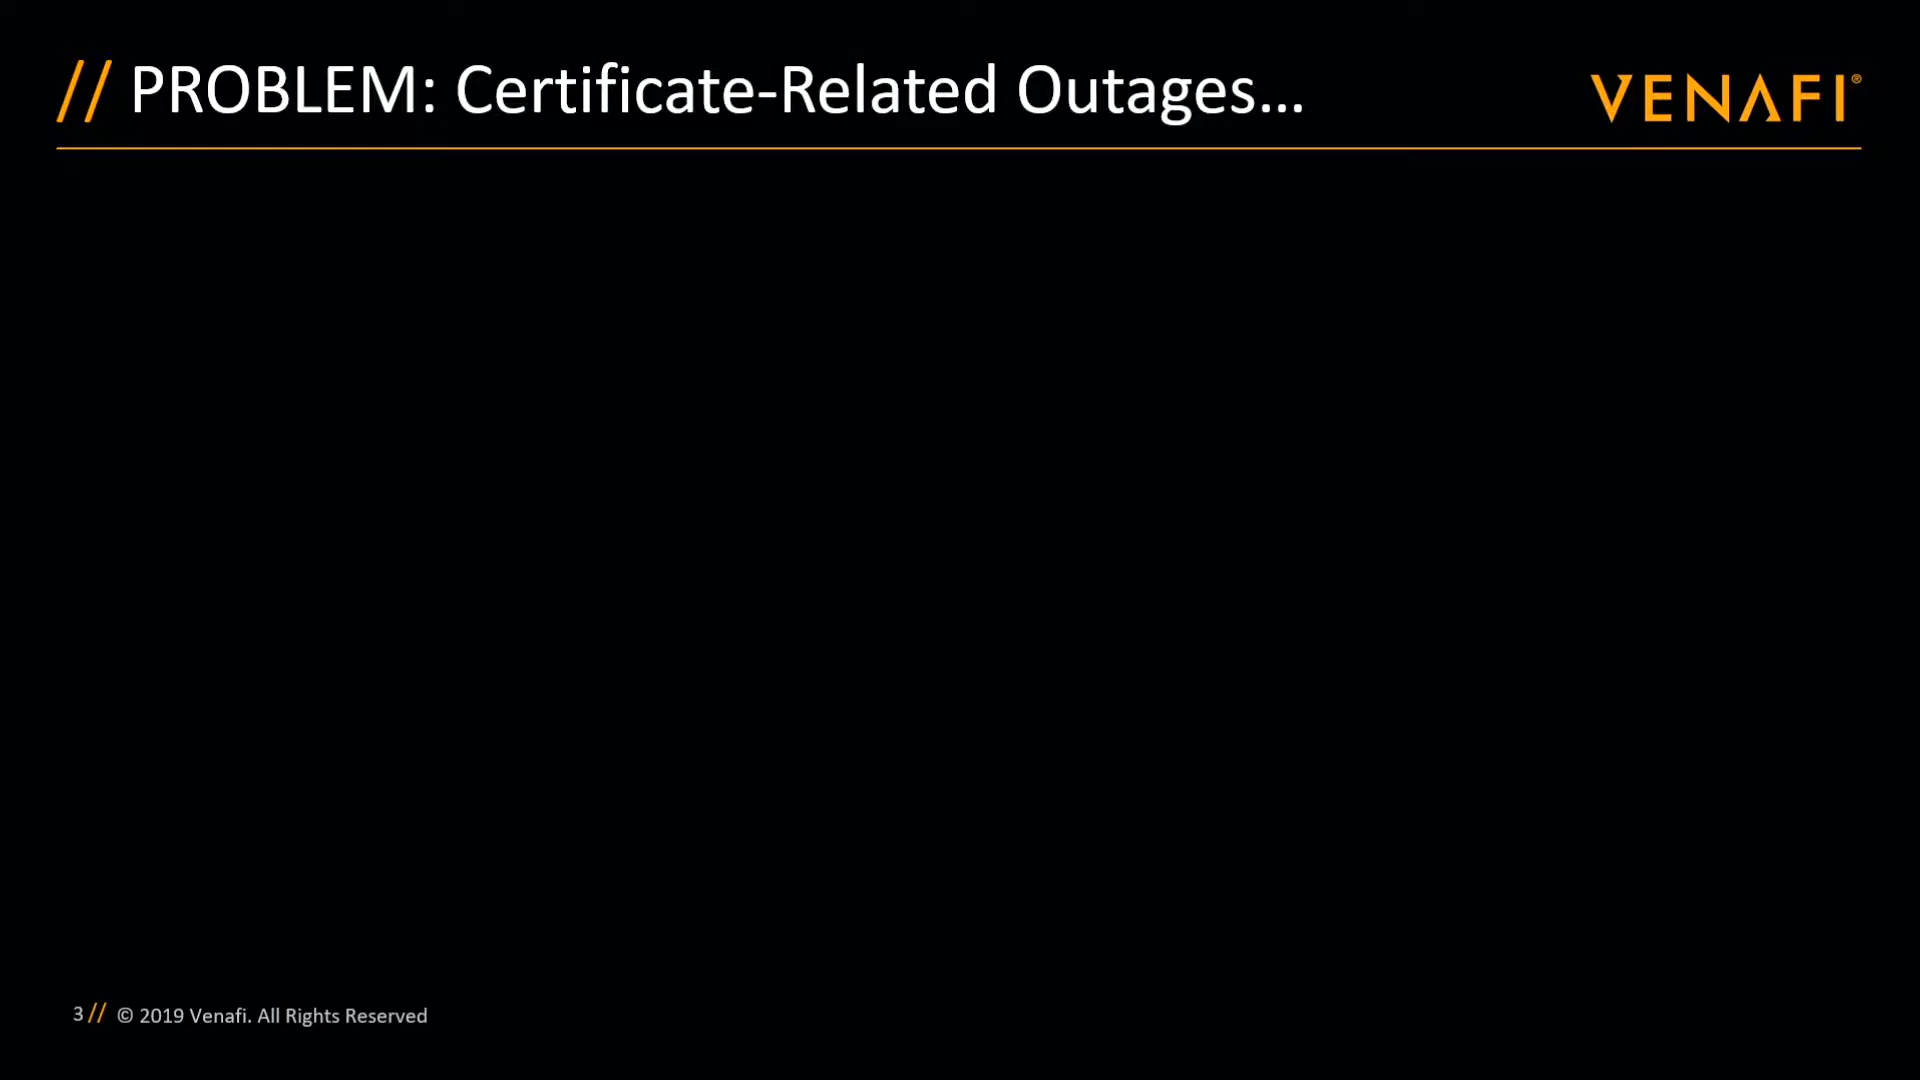 // PROBLEM: Certificate-Related Outages...
VENAFI®
3 // © 2019 Venafi. All Rights Reserved